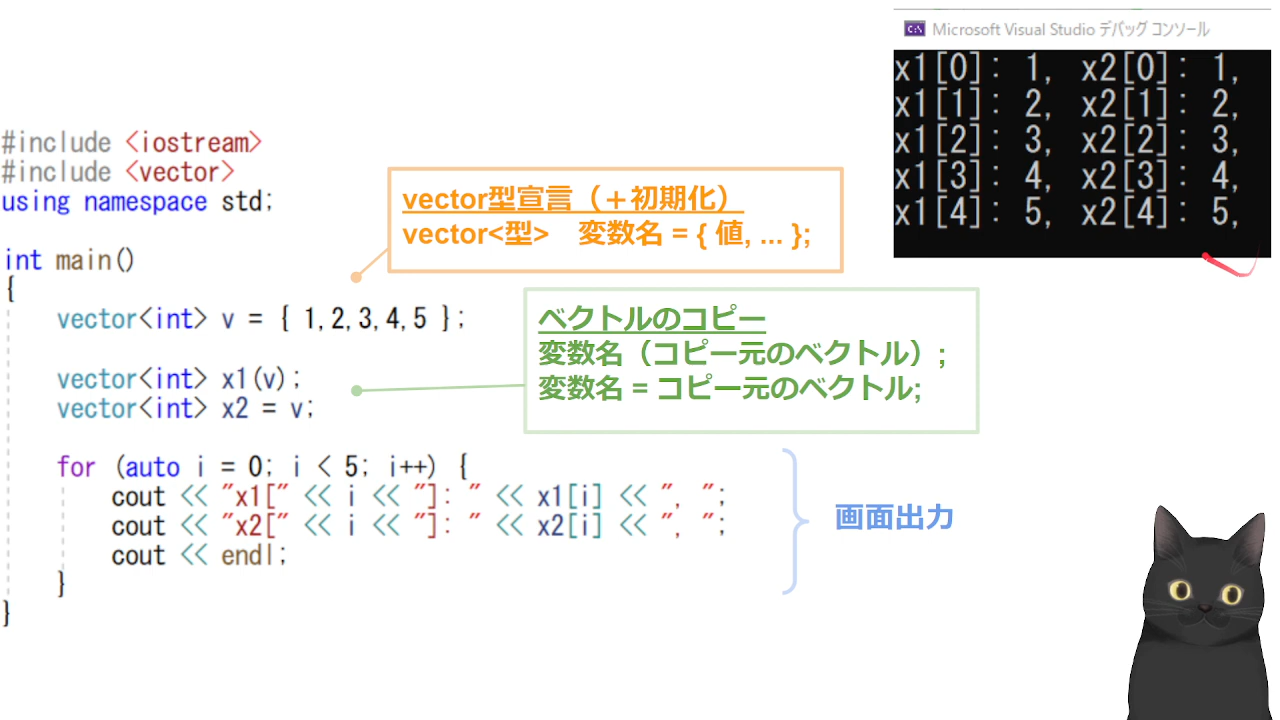 Microsoft Visual Studio デバッグ コンソール
x1[0]: 1, x2[0]: 1,
x1[1]: 2, x2[1]: 2,
x1[2]: 3, x2[2]: 3,
x1[3]: 4, x2[3]: 4,
x1[4]: 5, x2[4]: 5,
#include <iostream>
#include <vector>
using namespace std;
int main()
{
vector<int> v = { 1,2,3,4,5 };
vector<int> x1(v);
vector<int> x2 = v;
for (auto i = 0; i < 5; i++) {
cout << "x1[" << i << "]: " << x1[i] << ", ";
cout << "x2[" << i << "]: " << x2[i] << ", ";
cout << endl;
}
}
vector型宣言（＋初期化）
vector<型> 変数名 = { 値, ... };
ベクトルのコピー
変数名（コピー元のベクトル）;
変数名 = コピー元のベクトル;
画面出力